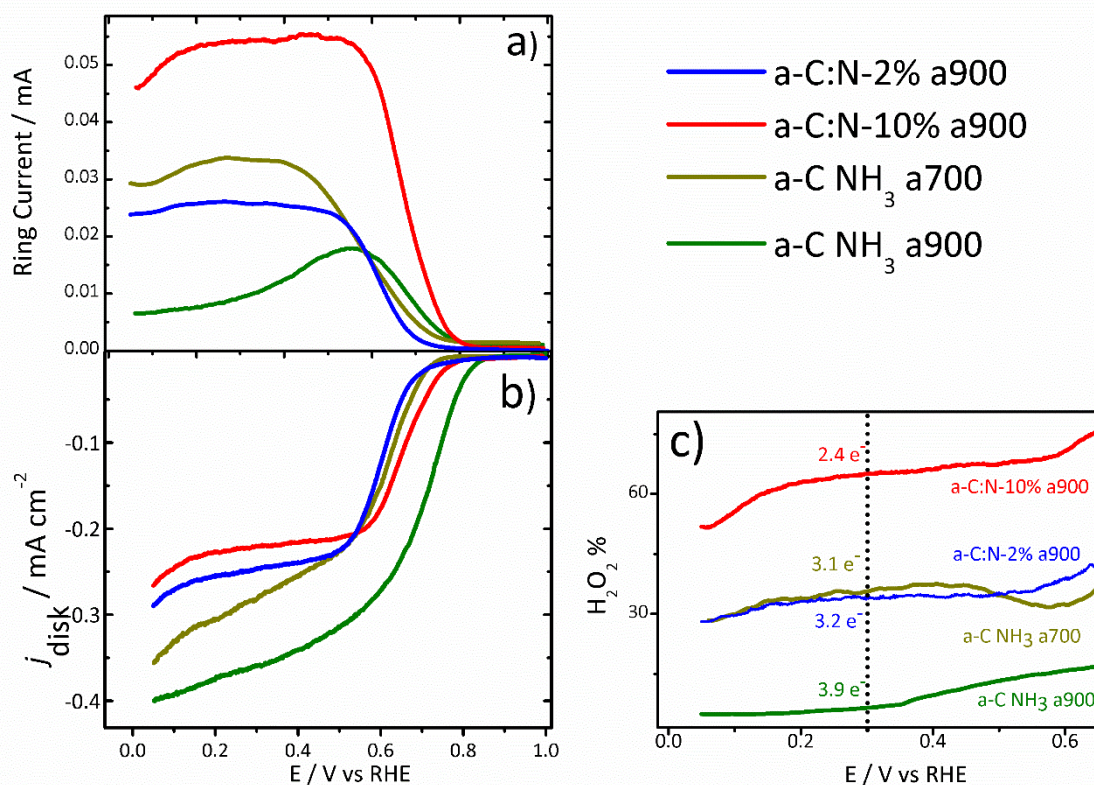 a)
0.05
0.04
0.03
0.02
0.01
0.00
Ring Current / mA
b)
-0.1
-0.2
-0.3
-0.4
j disk / mA cm⁻²
0.0 0.2 0.4 0.6 0.8 1.0
E / V vs RHE
a-C:N-2% a900
a-C:N-10% a900
a-C NH₃ a700
a-C NH₃ a900
c)
60
30
H₂O₂ %
2.4 e⁻
a-C:N-10% a900
3.1 e⁻
a-C:N-2% a900
3.2 e⁻
a-C NH₃ a700
3.9 e⁻
a-C NH₃ a900
0.0 0.2 0.4 0.6
E / V vs RHE